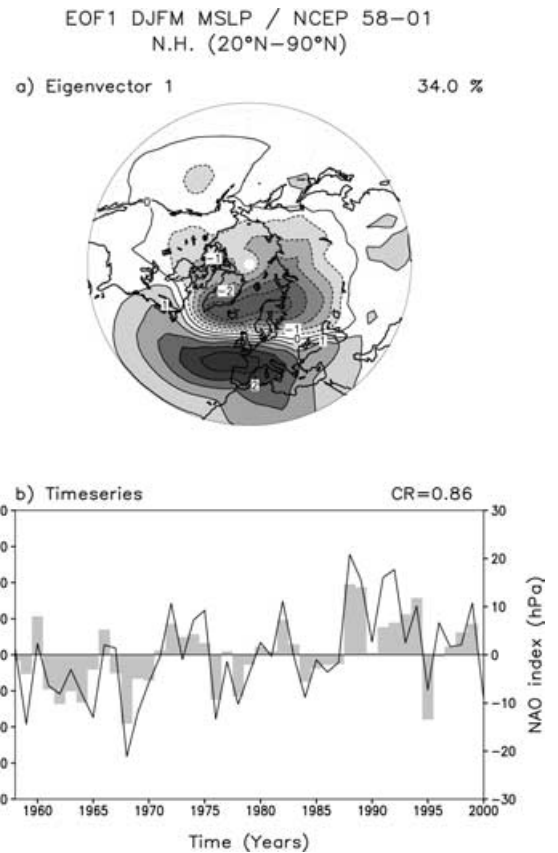 EOF1 DJFM MSLP / NCEP 58−01
N.H. (20°N−90°N)
a) Eigenvector 1 34.0 %
0
−1
−2
1
−1
0
1
2
b) Timeseries CR=0.86
30
20
10
0
−10
−20
−30
NAO index (hPa)
1960 1965 1970 1975 1980 1985 1990 1995 2000
Time (Years)